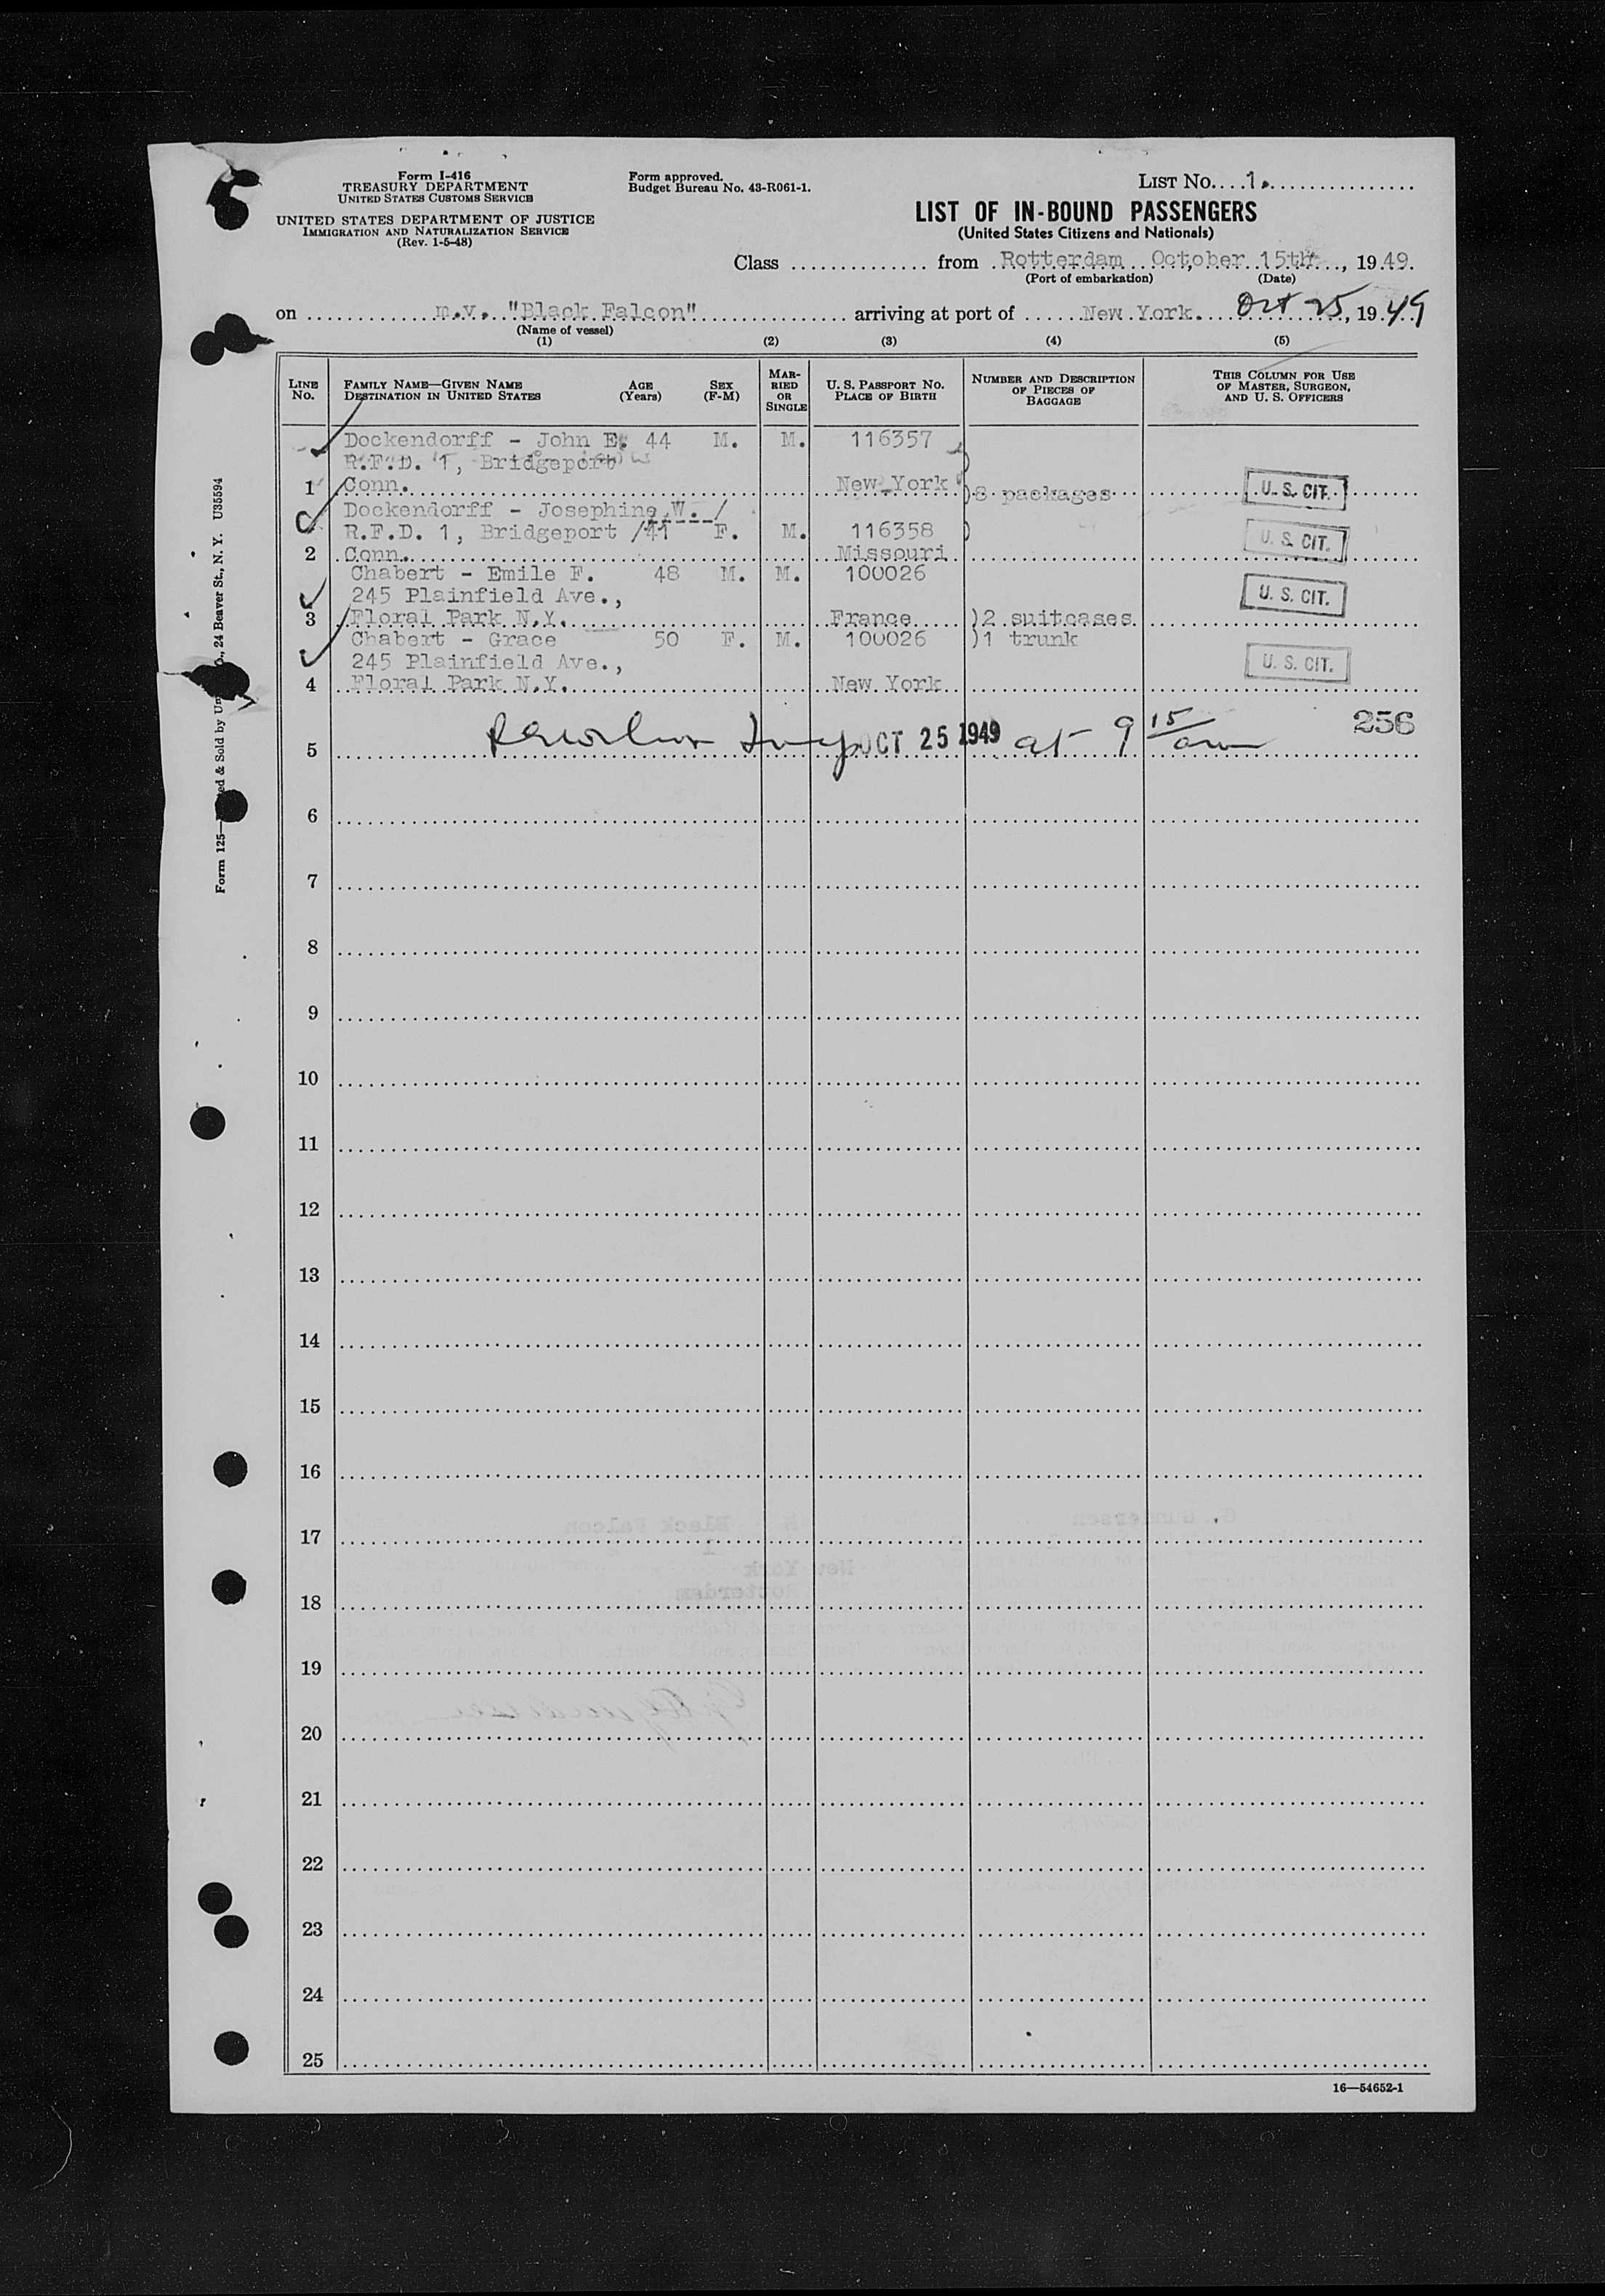 Form I-416
TREASURY DEPARTMENT
UNITED STATES CUSTOMS SERVICE
UNITED STATES DEPARTMENT OF JUSTICE
IMMIGRATION AND NATURALIZATION SERVICE
(Rev. 1-5-48)
Form approved.
Budget Bureau No. 43-R061-1.
LIST NO. 1.
LIST OF IN-BOUND PASSENGERS
(United States Citizens and Nationals)
Class from Rotterdam October 15th, 1949.
(Port of embarkation) (Date)
on m.v. "Black Falcon" arriving at port of New York. Oct 25, 1949
(Name of vessel)
(1) (2) (3) (4) (5)
LINE NO.
FAMILY NAME—GIVEN NAME
DESTINATION IN UNITED STATES
AGE (Years)
SEX (F-M)
MARRIED OR SINGLE
U. S. PASSPORT NO.
PLACE OF BIRTH
NUMBER AND DESCRIPTION OF PIECES OF BAGGAGE
THIS COLUMN FOR USE OF MASTER, SURGEON, AND U. S. OFFICERS
Dockendorff - John E. 44 M. M. 116357
R.F.D. 1, Bridgeport
1 Conn. New York )8 packages U. S. CIT.
Dockendorff - Josephine W. /
R.F.D. 1, Bridgeport /41 F. M. 116358 )
2 Conn. Missouri U. S. CIT.
Chabert - Emile F. 48 M. M. 100026
245 Plainfield Ave.,
3 Floral Park N.Y. France )2 suitcases U. S. CIT.
Chabert - Grace 50 F. M. 100026 )1 trunk
245 Plainfield Ave.,
4 Floral Park N.Y. New York U. S. CIT.
5 OCT 25 1949 at 9 15 am 256
6
7
8
9
10
11
12
13
14
15
16
17
18
19
20
21
22
23
24
25
16—54652-1
Form 125— ed & Sold by Un , 24 Beaver St., N. Y. U35594